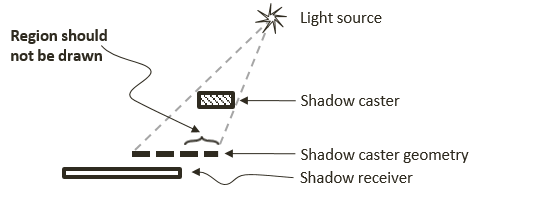 Light source
Region should
not be drawn
Shadow caster
Shadow caster geometry
Shadow receiver